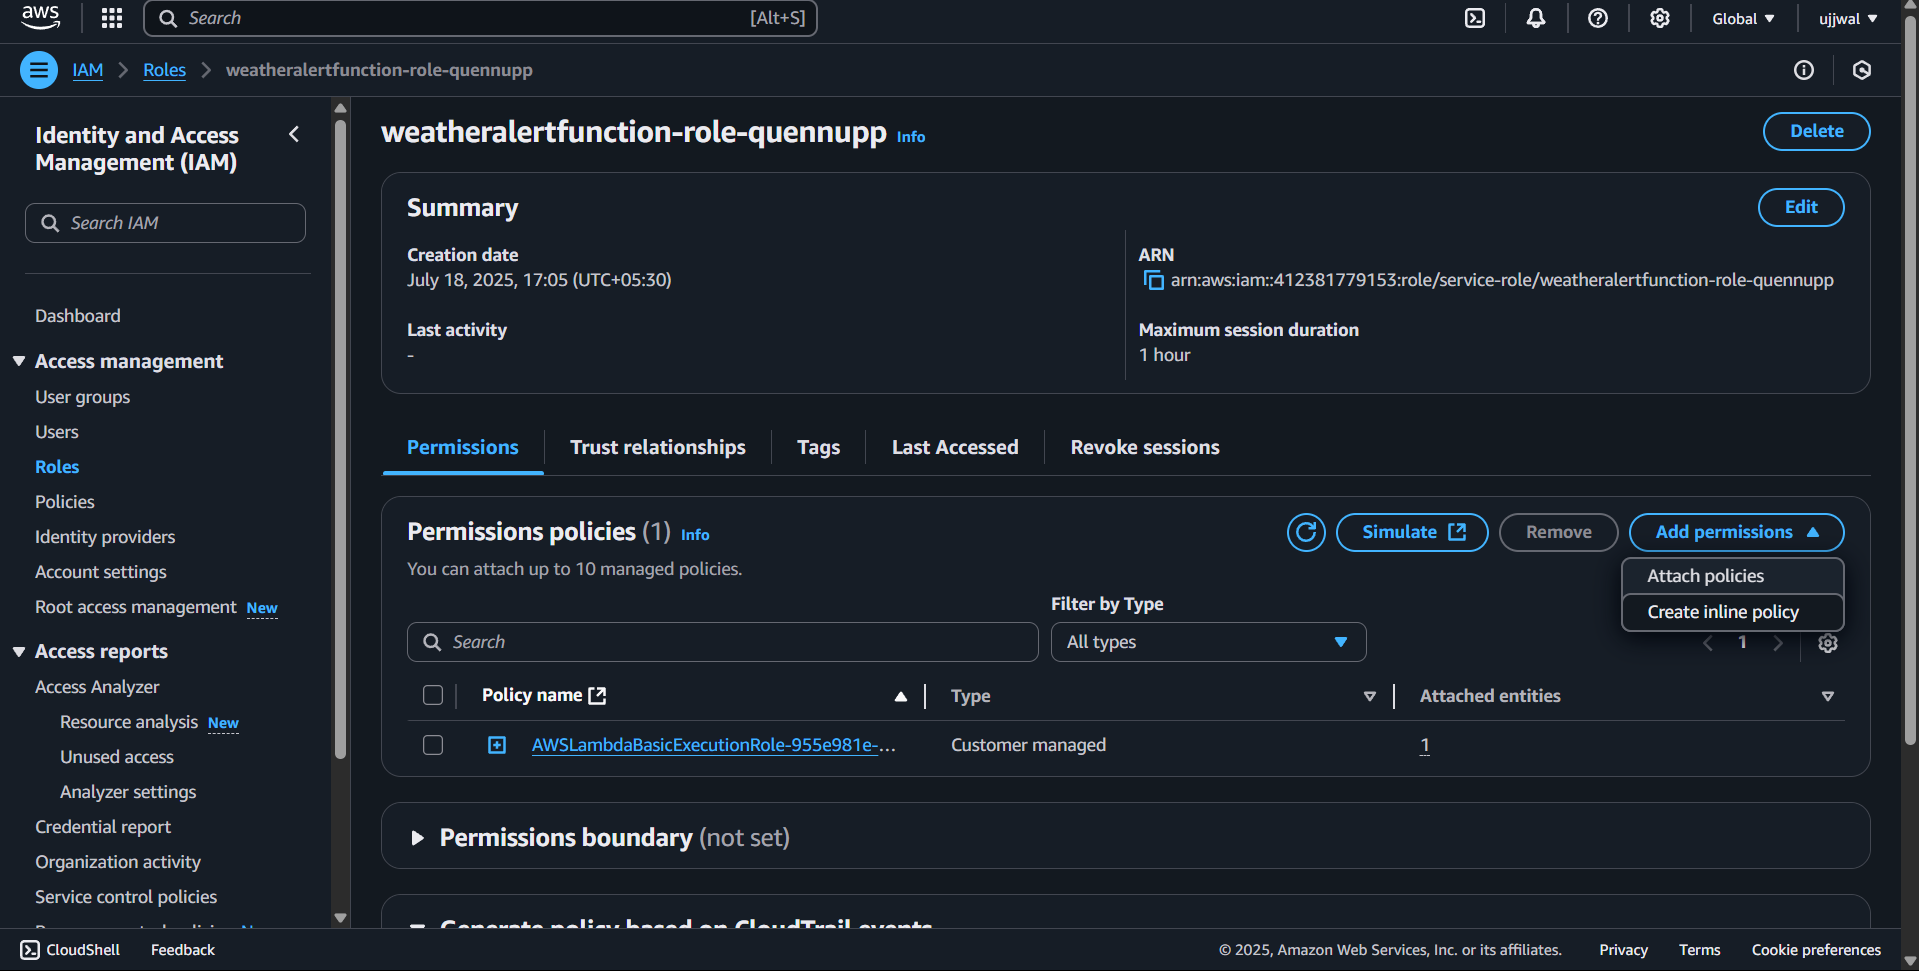 aws
Search [Alt+S]
Global ujjwal
IAM Roles weatheralertfunction-role-quennupp
Identity and Access
Management (IAM)
Search IAM
Dashboard
Access management
User groups
Users
Roles
Policies
Identity providers
Account settings
Root access management New
Access reports
Access Analyzer
Resource analysis New
Unused access
Analyzer settings
Credential report
Organization activity
Service control policies
weatheralertfunction-role-quennupp Info
Delete
Summary
Edit
Creation date
July 18, 2025, 17:05 (UTC+05:30)
ARN
arn:aws:iam::412381779153:role/service-role/weatheralertfunction-role-quennupp
Last activity
-
Maximum session duration
1 hour
Permissions Trust relationships Tags Last Accessed Revoke sessions
Permissions policies (1) Info
Simulate Remove Add permissions
You can attach up to 10 managed policies.
Attach policies
Create inline policy
Filter by Type
Search
All types
1
Policy name Type Attached entities
AWSLambdaBasicExecutionRole-955e981e-... Customer managed 1
Permissions boundary (not set)
Generate policy based on CloudTrail events
CloudShell Feedback
© 2025, Amazon Web Services, Inc. or its affiliates. Privacy Terms Cookie preferences